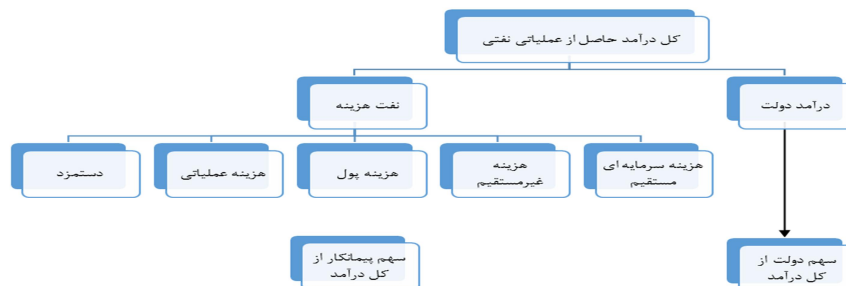 کل درآمد حاصل از عملیاتی نفتی
درآمد دولت
نفت هزینه
هزینه سرمایه ای
مستقیم
هزینه
غیرمستقیم
هزینه پول
هزینه عملیاتی
دستمزد
سهم دولت از
کل درآمد
سهم پیمانکار از
کل درآمد